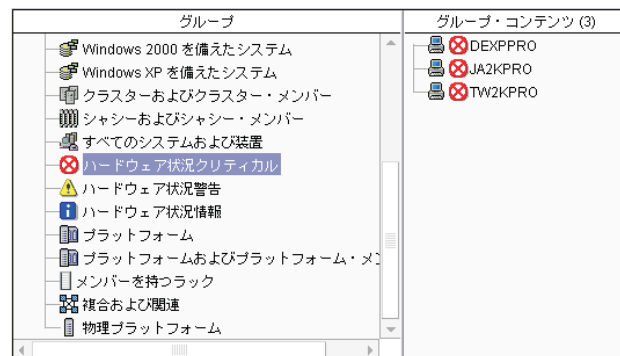 グループ
Windows 2000 を備えたシステム
Windows XP を備えたシステム
クラスターおよびクラスター・メンバー
シャシーおよびシャシー・メンバー
すべてのシステムおよび装置
ハードウェア状況クリティカル
ハードウェア状況警告
ハードウェア状況情報
プラットフォーム
プラットフォームおよびプラットフォーム・メ
メンバーを持つラック
複合および関連
物理プラットフォーム
グループ・コンテンツ (3)
DEXPPRO
JA2KPRO
TW2KPRO